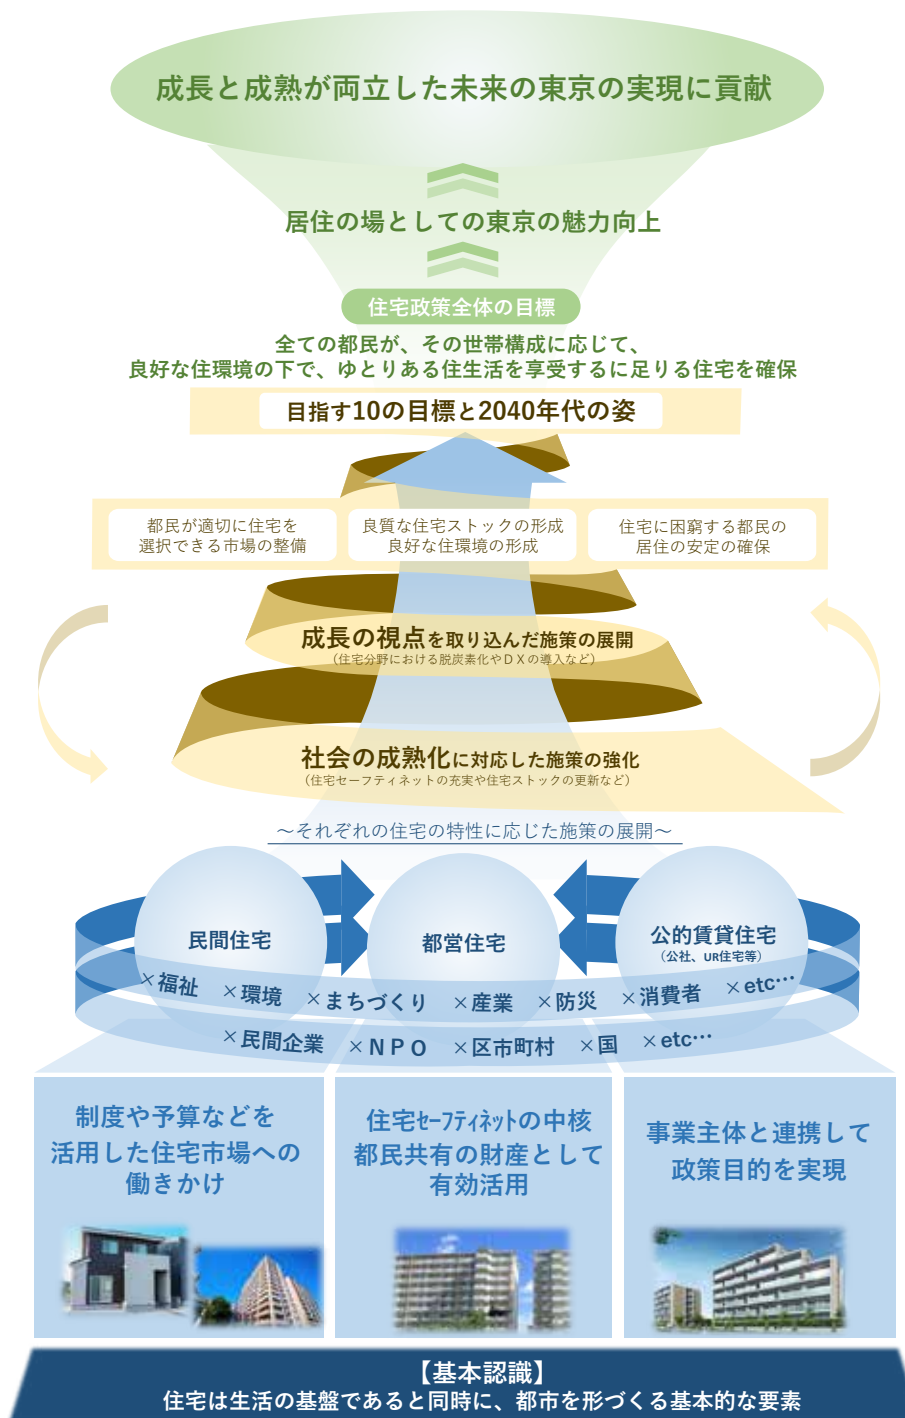 成長と成熟が両立した未来の東京の実現に貢献
居住の場としての東京の魅力向上
住宅政策全体の目標
全ての都民が、その世帯構成に応じて、
良好な住環境の下で、ゆとりある住生活を享受するに足りる住宅を確保
目指す10の目標と2040年代の姿
都民が適切に住宅を
選択できる市場の整備
良質な住宅ストックの形成
良好な住環境の形成
住宅に困窮する都民の
居住の安定の確保
成長の視点を取り込んだ施策の展開
（住宅分野における脱炭素化やＤＸの導入など）
社会の成熟化に対応した施策の強化
（住宅セーフティネットの充実や住宅ストックの更新など）
～それぞれの住宅の特性に応じた施策の展開～
民間住宅
都営住宅
公的賃貸住宅
（公社、UR住宅等）
×福祉 ×環境 ×まちづくり ×産業 ×防災 ×消費者 ×etc…
×民間企業 ×ＮＰＯ ×区市町村 ×国 ×etc…
制度や予算などを
活用した住宅市場への
働きかけ
住宅ｾｰﾌﾃｨﾈｯﾄの中核
都民共有の財産として
有効活用
事業主体と連携して
政策目的を実現
【基本認識】
住宅は生活の基盤であると同時に、都市を形づくる基本的な要素